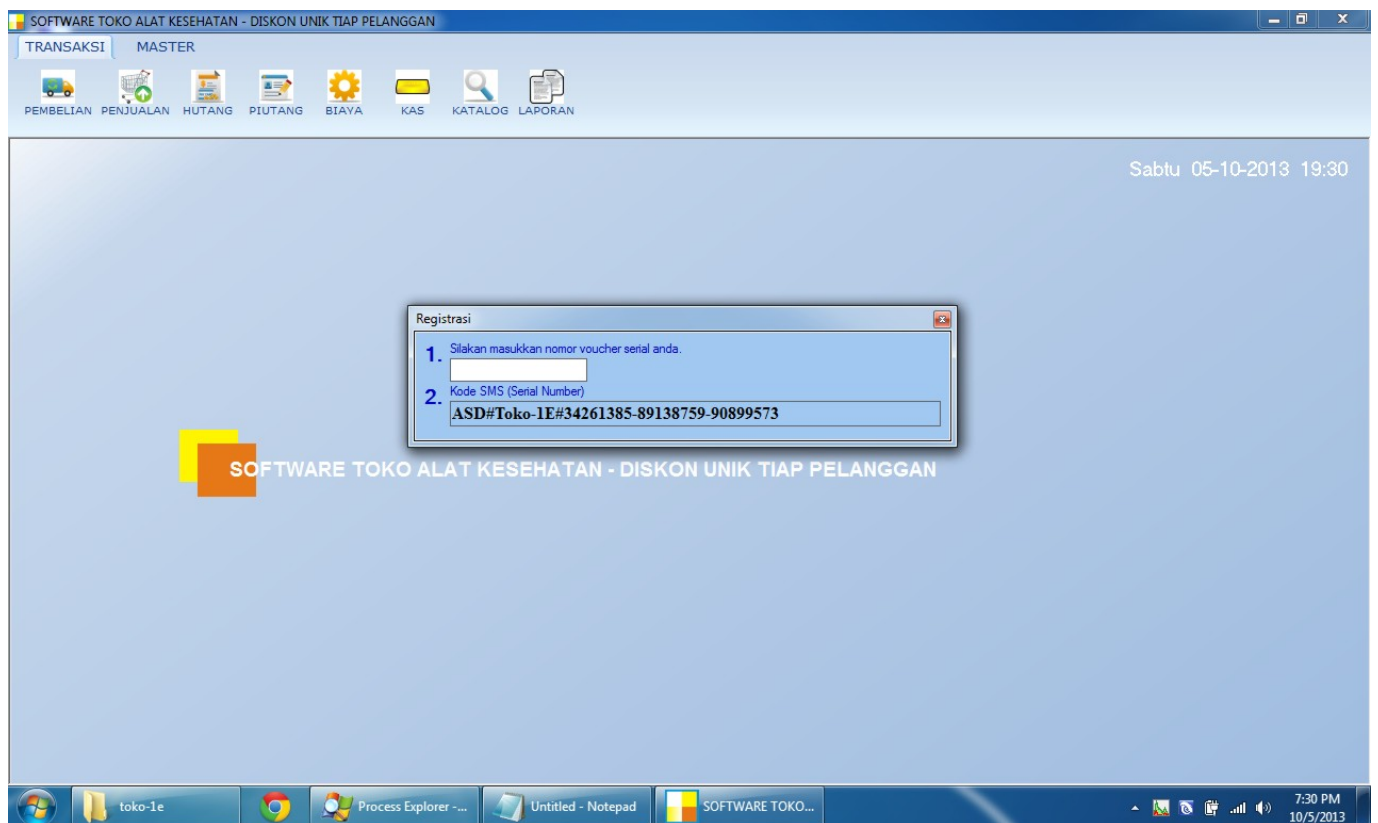 SOFTWARE TOKO ALAT KESEHATAN - DISKON UNIK TIAP PELANGGAN
TRANSAKSI MASTER
PEMBELIAN PENJUALAN HUTANG PIUTANG BIAYA KAS KATALOG LAPORAN
Sabtu 05-10-2013 19:30
Registrasi
1. Silakan masukkan nomor voucher serial anda.
2. Kode SMS (Serial Number)
ASD#Toko-1E#34261385-89138759-90899573
SOFTWARE TOKO ALAT KESEHATAN - DISKON UNIK TIAP PELANGGAN
toko-1e Process Explorer -... Untitled - Notepad SOFTWARE TOKO... 7:30 PM
10/5/2013